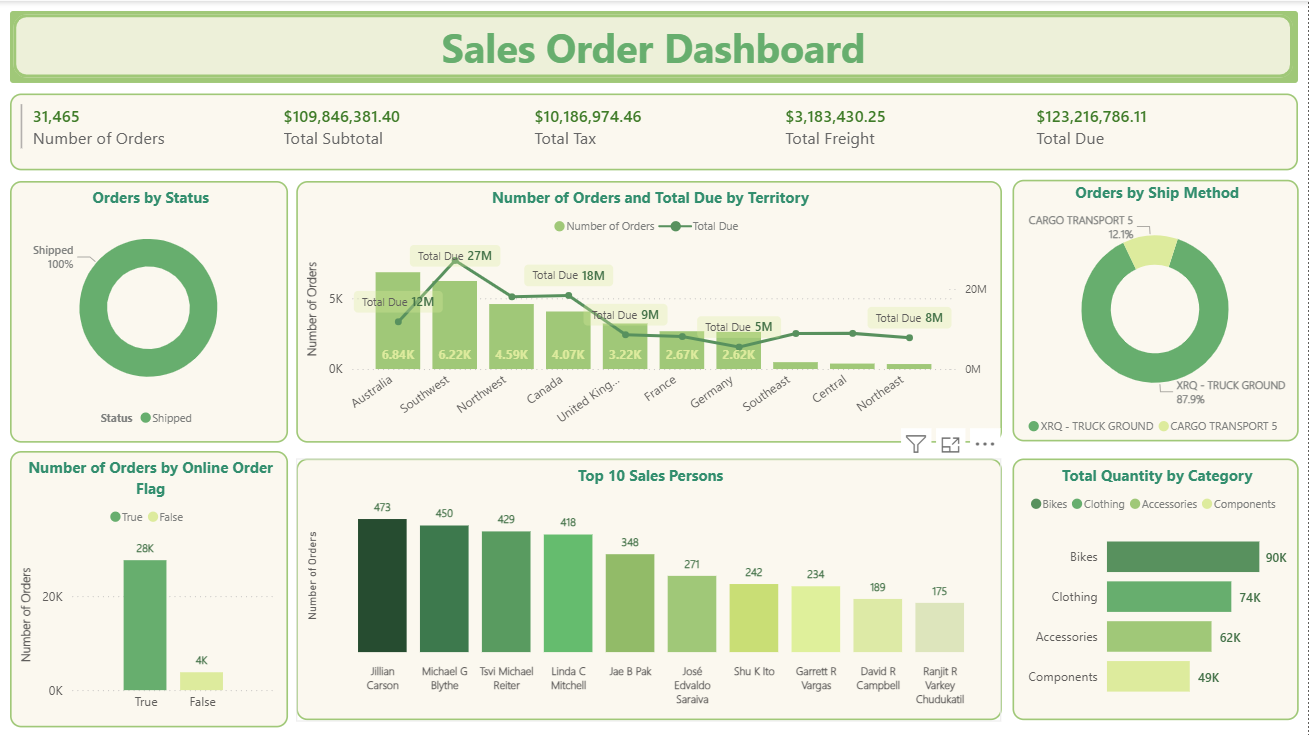 Sales Order Dashboard
31,465
Number of Orders
$109,846,381.40
Total Subtotal
$10,186,974.46
Total Tax
$3,183,430.25
Total Freight
$123,216,786.11
Total Due
Orders by Status
Shipped
100%
Status Shipped
Number of Orders and Total Due by Territory
Number of Orders Total Due
Number of Orders
5K
0K
20M
0M
Total Due 12M
Total Due 27M
Total Due 18M
Total Due 9M
Total Due 5M
Total Due 8M
6.84K 6.22K 4.59K 4.07K 3.22K 2.67K 2.62K
Australia
Southwest
Northwest
Canada
United King...
France
Germany
Southeast
Central
Northeast
Orders by Ship Method
CARGO TRANSPORT 5
12.1%
XRQ - TRUCK GROUND
87.9%
XRQ - TRUCK GROUND CARGO TRANSPORT 5
Number of Orders by Online Order
Flag
True False
Number of Orders
20K
0K
28K
4K
True False
Top 10 Sales Persons
Number of Orders
473
450
429
418
348
271
242
234
189
175
Jillian
Carson
Michael G
Blythe
Tsvi Michael
Reiter
Linda C
Mitchell
Jae B Pak
José
Edvaldo
Saraiva
Shu K Ito
Garrett R
Vargas
David R
Campbell
Ranjit R
Varkey
Chudukatil
Total Quantity by Category
Bikes Clothing Accessories Components
Bikes 90K
Clothing 74K
Accessories 62K
Components 49K